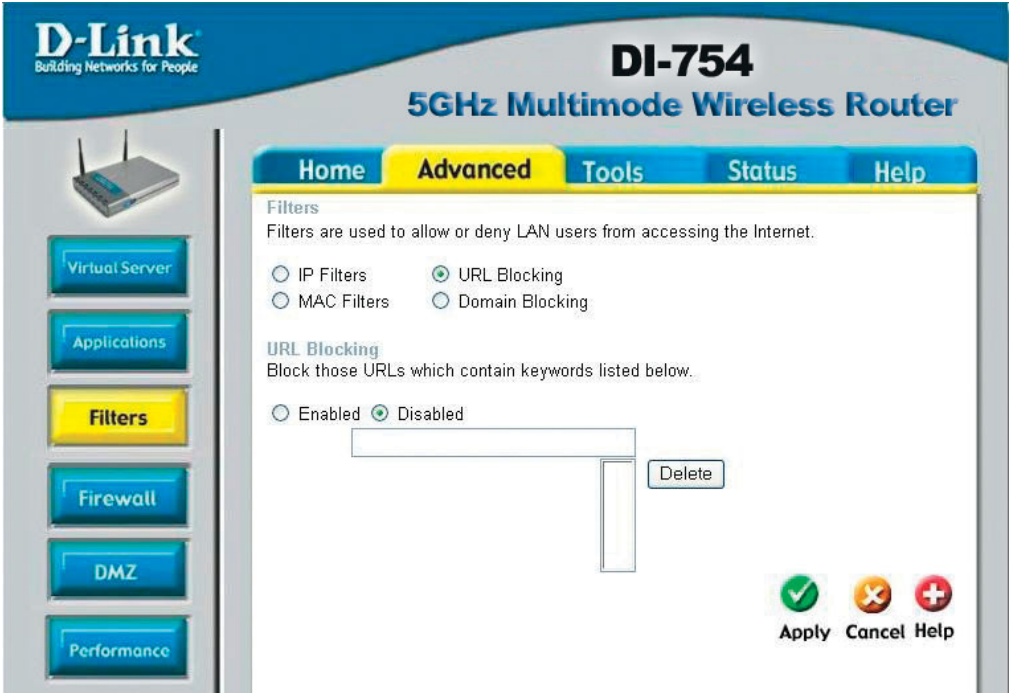 D-Link
Building Networks for People
DI-754
5GHz Multimode Wireless Router
Home Advanced Tools Status Help
Virtual Server
Applications
Filters
Firewall
DMZ
Performance
Filters
Filters are used to allow or deny LAN users from accessing the Internet.
IP Filters URL Blocking
MAC Filters Domain Blocking
URL Blocking
Block those URLs which contain keywords listed below.
Enabled Disabled
Delete
Apply Cancel Help